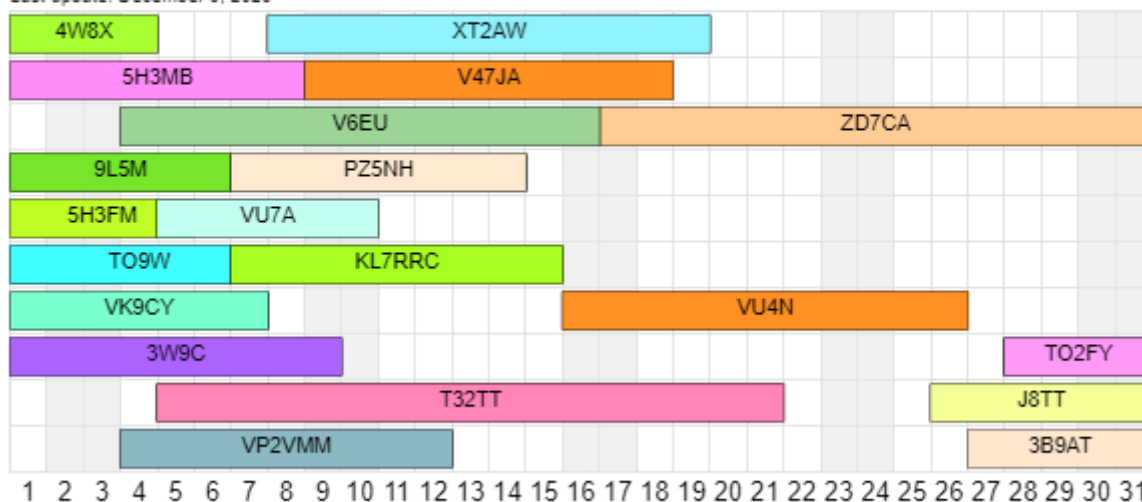 4W8X XT2AW
5H3MB V47JA
V6EU ZD7CA
9L5M PZ5NH
5H3FM VU7A
TO9W KL7RRC
VK9CY VU4N
3W9C TO2FY
T32TT J8TT
VP2VMM 3B9AT
1 2 3 4 5 6 7 8 9 10 11 12 13 14 15 16 17 18 19 20 21 22 23 24 25 26 27 28 29 30